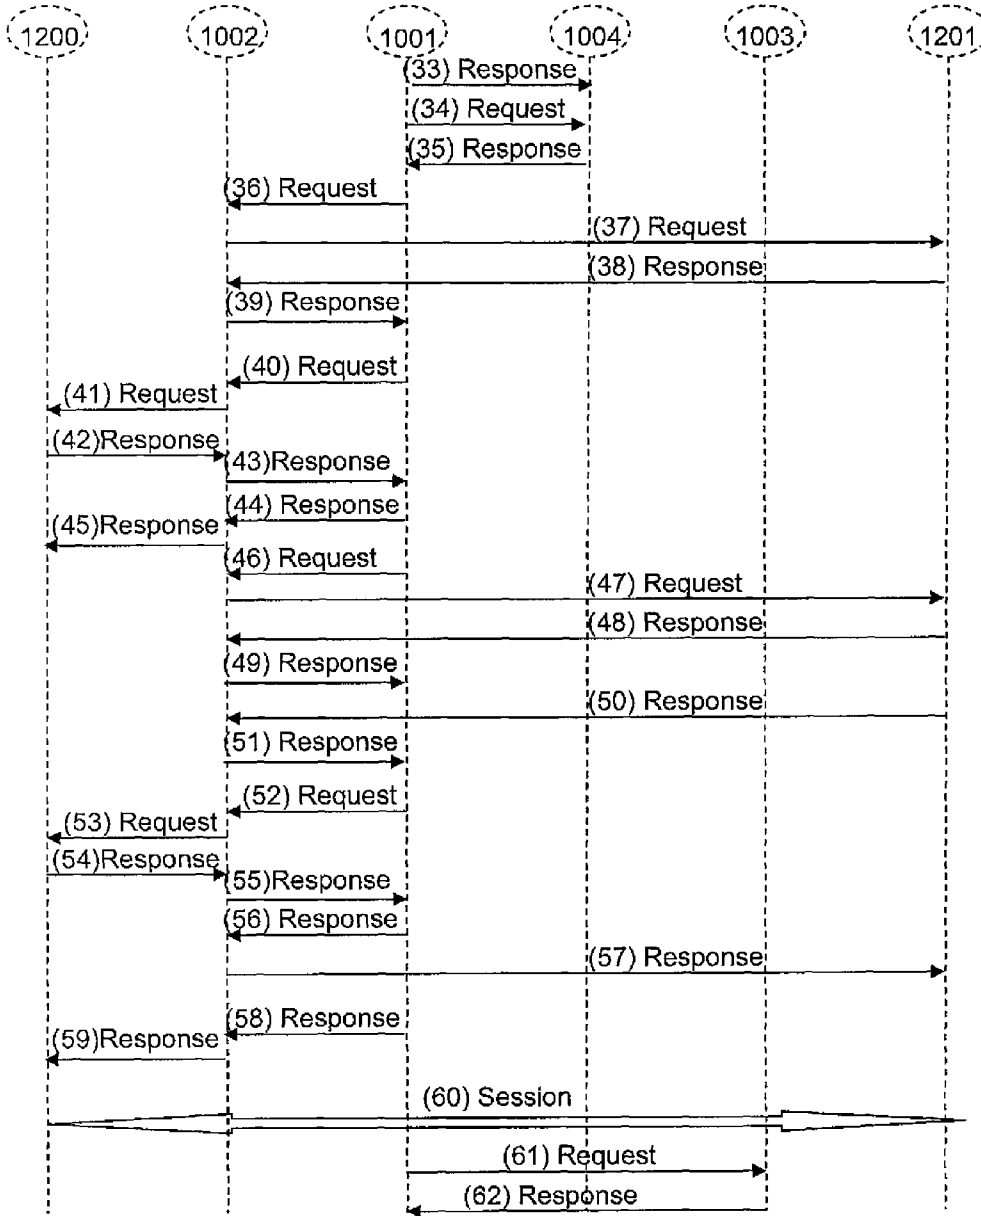 1200
1002
1001
1004
1003
1201
(33) Response
(34) Request
(35) Response
(36) Request
(37) Request
(38) Response
(39) Response
(40) Request
(41) Request
(42)Response
(43)Response
(44) Response
(45)Response
(46) Request
(47) Request
(48) Response
(49) Response
(50) Response
(51) Response
(52) Request
(53) Request
(54)Response
(55)Response
(56) Response
(57) Response
(58) Response
(59)Response
(60) Session
(61) Request
(62) Response